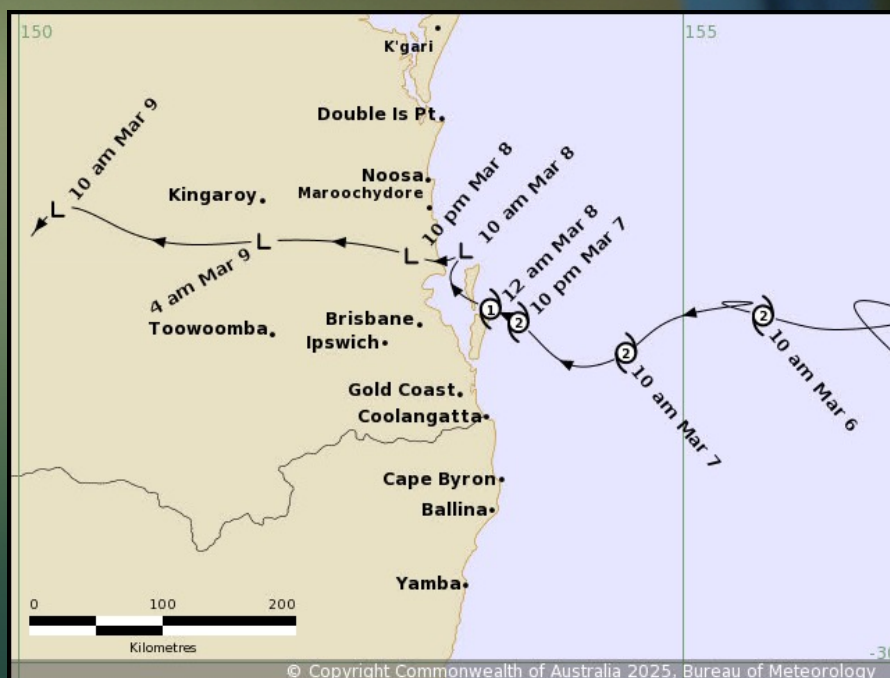 150
155
K'gari
Double Is Pt.
10 am Mar 9
Noosa
Kingaroy
Maroochydore
10 pm Mar 8
10 am Mar 8
12 am Mar 8
10 pm Mar 7
L
L
L
L
4 am Mar 9
1
2
2
2
Toowoomba
Brisbane
Ipswich
10 am Mar 6
10 am Mar 7
Gold Coast
Coolangatta
Cape Byron
Ballina
Yamba
0 100 200
Kilometres
-30
© Copyright Commonwealth of Australia 2025, Bureau of Meteorology